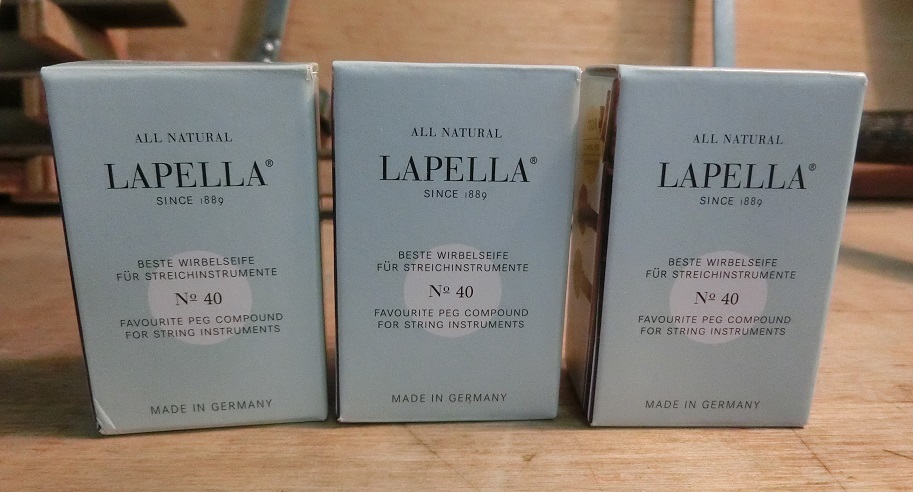 ALL NATURAL
LAPELLA®
SINCE 1889
BESTE WIRBELSEIFE
FÜR STREICHINSTRUMENTE
Nº 40
FAVOURITE PEG COMPOUND
FOR STRING INSTRUMENTS
MADE IN GERMANY
ALL NATURAL
LAPELLA®
SINCE 1889
BESTE WIRBELSEIFE
FÜR STREICHINSTRUMENTE
Nº 40
FAVOURITE PEG COMPOUND
FOR STRING INSTRUMENTS
MADE IN GERMANY
ALL NATURAL
LAPELLA®
SINCE 1889
BESTE WIRBELSEIFE
FÜR STREICHINSTRUMENTE
Nº 40
FAVOURITE PEG COMPOUND
FOR STRING INSTRUMENTS
MADE IN GERMANY